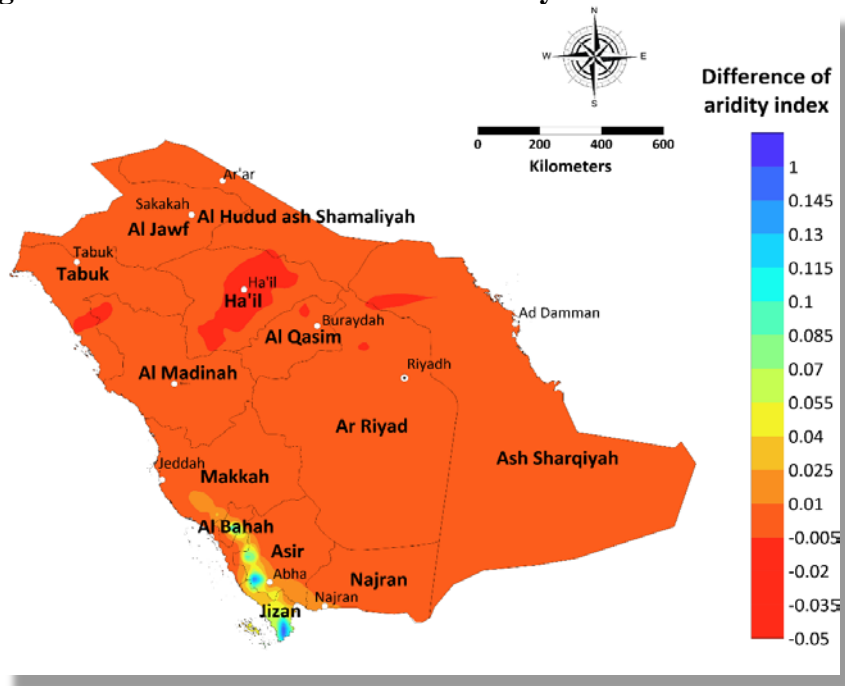 N
W E
S
Difference of
aridity index
0 200 400 600
Kilometers
1
0.145
0.13
0.115
0.1
0.085
0.07
0.055
0.04
0.025
0.01
-0.005
-0.02
-0.035
-0.05
Ar'ar
Sakakah
Al Hudud ash Shamaliyah
Al Jawf
Tabuk
Tabuk
Ha'il
Ha'il
Buraydah
Al Qasim
Ad Damman
Riyadh
Al Madinah
Ar Riyad
Ash Sharqiyah
Jeddah
Makkah
Al Bahah
Asir
Abha
Najran
Najran
Jizan